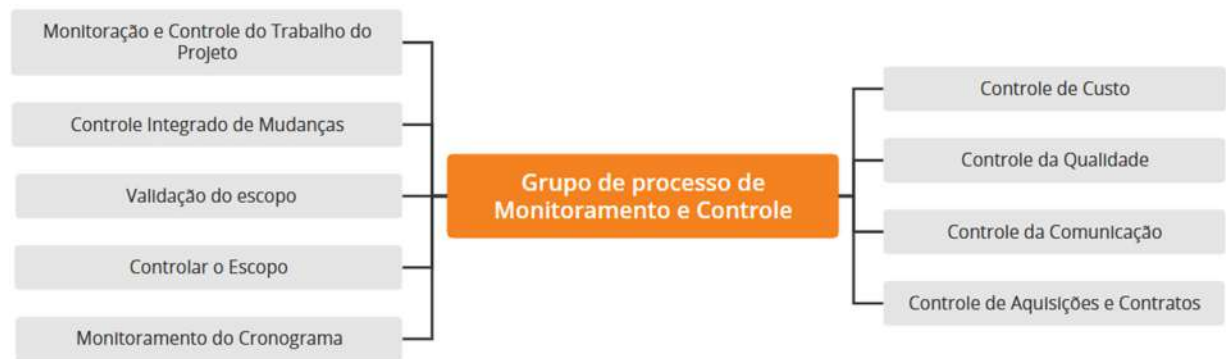 Monitoração e Controle do Trabalho do
Projeto
Controle Integrado de Mudanças
Validação do escopo
Controlar o Escopo
Monitoramento do Cronograma
Grupo de processo de
Monitoramento e Controle
Controle de Custo
Controle da Qualidade
Controle da Comunicação
Controle de Aquisições e Contratos